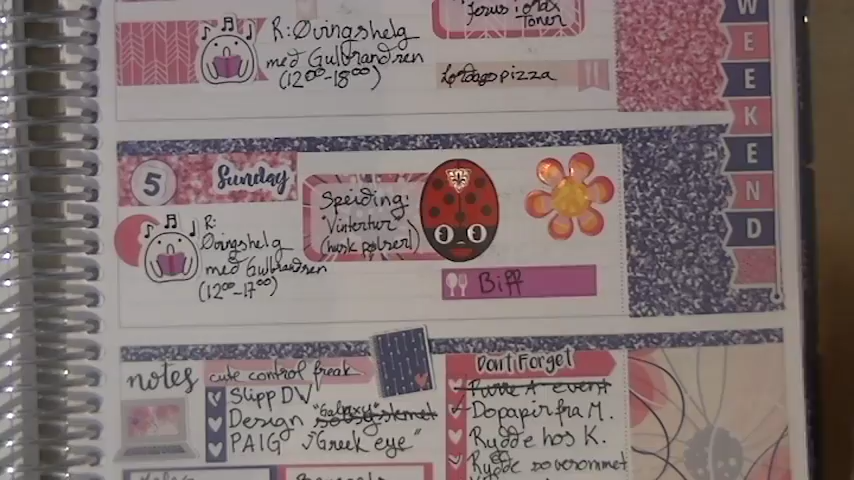 R: Øvingshelg
med Gulbrandsen
(12⁰⁰-18⁰⁰)
Toner
Lørdagspizza
WEEKEND
5
Sunday
R:
Øvingshelg
med Gulbrandsen
(12⁰⁰-17⁰⁰)
Speiding:
Vintertur
(husk pølser!)
Biff
notes
cute control freak
Slipp DV
Design "Galaxy"
PAIG "Greek eye"
Don't Forget
A event
Dopapir fra M.
Rydde hos K.
Rydde soverommet